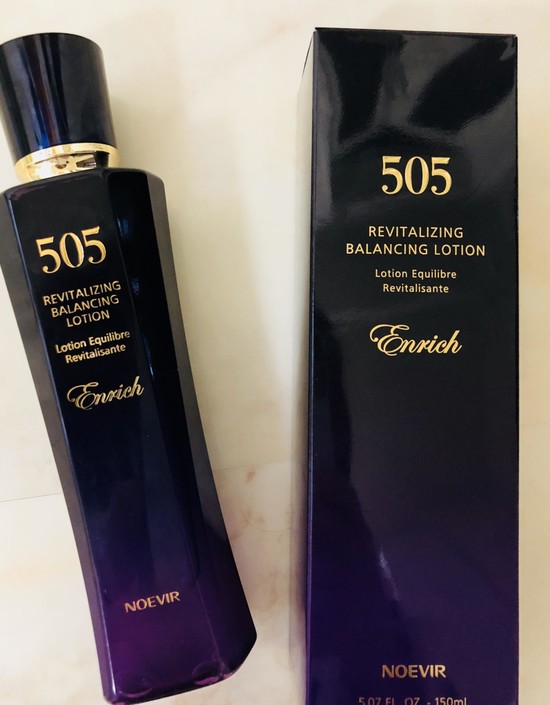 505
REVITALIZING
BALANCING
LOTION
Lotion Equilibre
Revitalisante
Enrich
NOEVIR
505
REVITALIZING
BALANCING LOTION
Lotion Equilibre
Revitalisante
Enrich
NOEVIR
5.07 FL. OZ. - 150ml